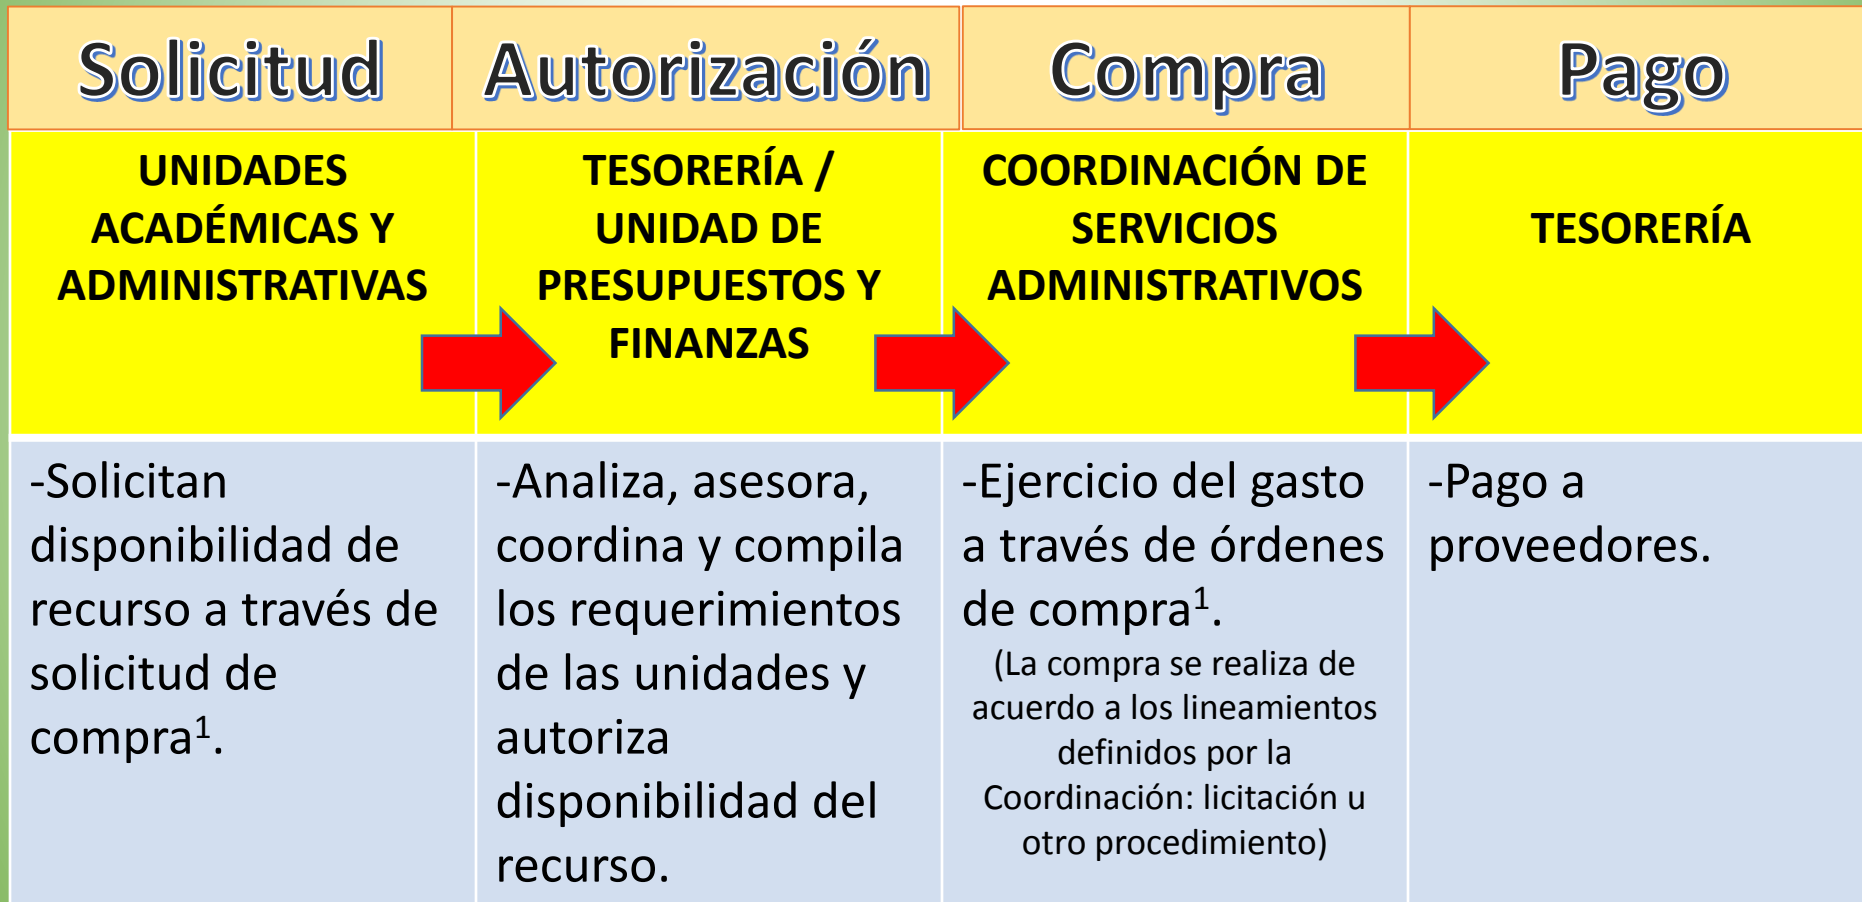 Solicitud
Autorización
Compra
Pago
UNIDADES
ACADÉMICAS Y
ADMINISTRATIVAS
TESORERÍA /
UNIDAD DE
PRESUPUESTOS Y
FINANZAS
COORDINACIÓN DE
SERVICIOS
ADMINISTRATIVOS
TESORERÍA
-Solicitan
disponibilidad de
recurso a través de
solicitud de
compra¹.
-Analiza, asesora,
coordina y compila
los requerimientos
de las unidades y
autoriza
disponibilidad del
recurso.
-Ejercicio del gasto
a través de órdenes
de compra¹.
(La compra se realiza de
acuerdo a los lineamientos
definidos por la
Coordinación: licitación u
otro procedimiento)
-Pago a
proveedores.